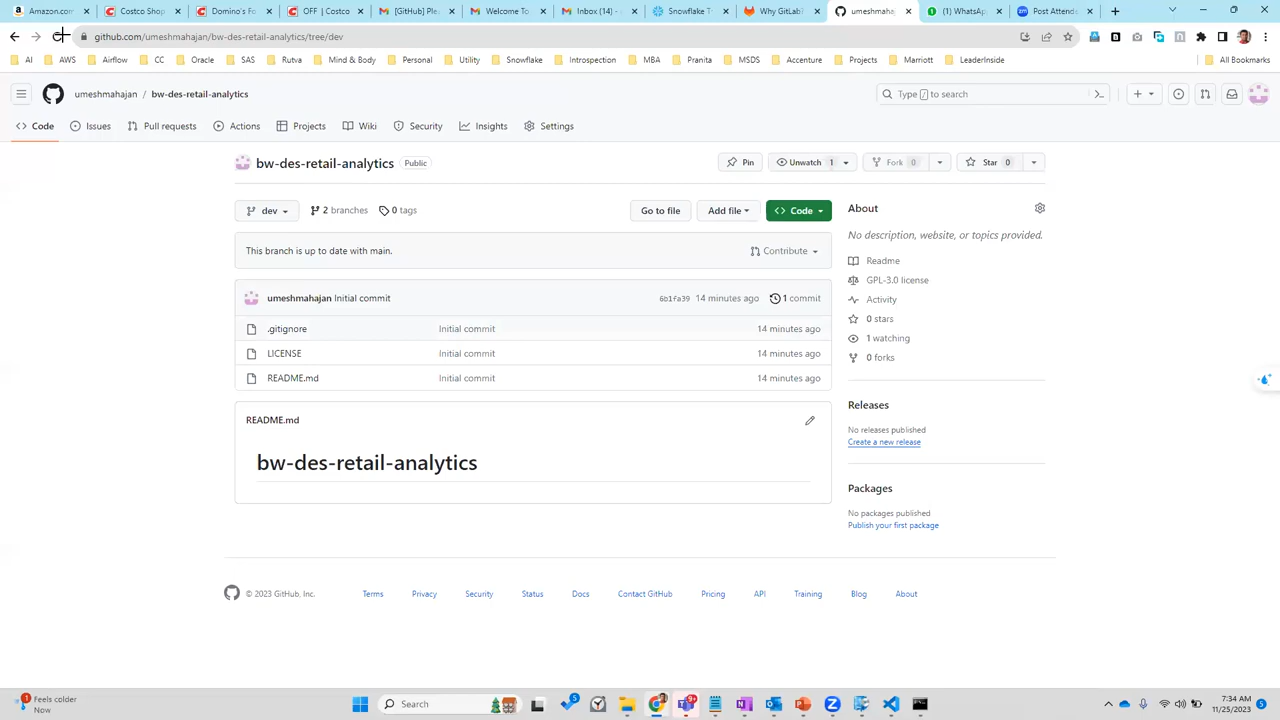 Amazon.com
Costco Shop
Domino's Fo
OFF | Costco
[GitHub] Ple
Welcome To
Inbox (14) -
Snowflake T
Why GitLab?
umeshmaha
(1) WhatsAp
Post Attende
github.com/umeshmahajan/bw-des-retail-analytics/tree/dev
AI
AWS
Airflow
CC
Oracle
SAS
Rutva
Mind & Body
Personal
Utility
Snowflake
Introspection
MBA
Pranita
MSDS
Accenture
Projects
Marriott
LeaderInside
All Bookmarks
umeshmahajan / bw-des-retail-analytics
Type / to search
Code
Issues
Pull requests
Actions
Projects
Wiki
Security
Insights
Settings
bw-des-retail-analytics Public
Pin
Unwatch 1
Fork 0
Star 0
dev
2 branches
0 tags
Go to file
Add file
Code
About
No description, website, or topics provided.
This branch is up to date with main.
Contribute
Readme
GPL-3.0 license
Activity
0 stars
1 watching
0 forks
umeshmahajan Initial commit
6b1fa39 14 minutes ago
1 commit
.gitignore Initial commit 14 minutes ago
LICENSE Initial commit 14 minutes ago
README.md Initial commit 14 minutes ago
README.md
bw-des-retail-analytics
Releases
No releases published
Create a new release
Packages
No packages published
Publish your first package
© 2023 GitHub, Inc.
Terms
Privacy
Security
Status
Docs
Contact GitHub
Pricing
API
Training
Blog
About
1
Feels colder
Now
Search
5
9+
7:34 AM
11/25/2023
5